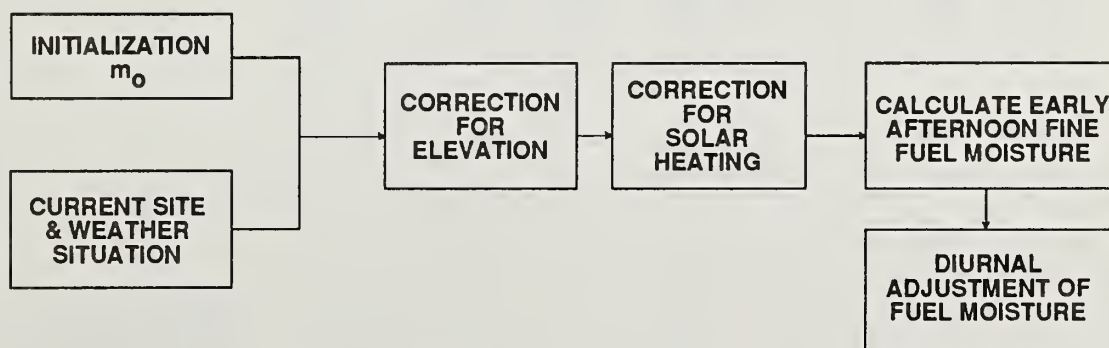 INITIALIZATION
mo
CURRENT SITE
& WEATHER
SITUATION
CORRECTION
FOR
ELEVATION
CORRECTION
FOR
SOLAR
HEATING
CALCULATE EARLY
AFTERNOON FINE
FUEL MOISTURE
DIURNAL
ADJUSTMENT OF
FUEL MOISTURE